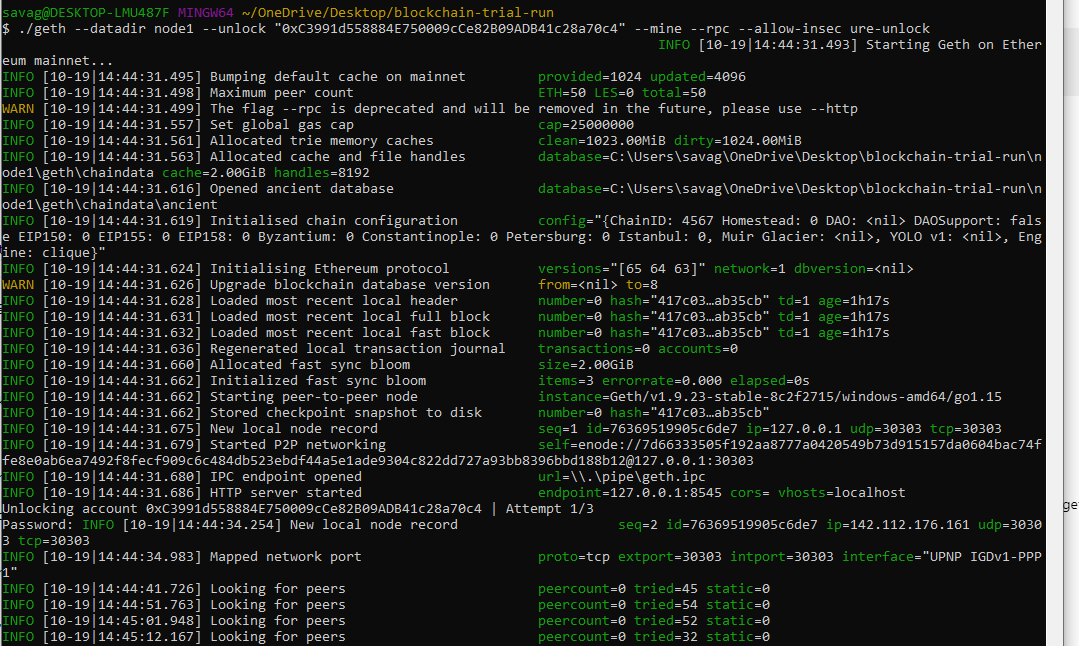 savag@DESKTOP-LMU487F MINGW64 ~/OneDrive/Desktop/blockchain-trial-run
$ ./geth --datadir node1 --unlock "0xC3991d558884E750009cCe82B09ADB41c28a70c4" --mine --rpc --allow-insec ure-unlock
INFO [10-19|14:44:31.493] Starting Geth on Ether
eum mainnet...
INFO [10-19|14:44:31.495] Bumping default cache on mainnet provided=1024 updated=4096
INFO [10-19|14:44:31.498] Maximum peer count ETH=50 LES=0 total=50
WARN [10-19|14:44:31.499] The flag --rpc is deprecated and will be removed in the future, please use --http
INFO [10-19|14:44:31.557] Set global gas cap cap=25000000
INFO [10-19|14:44:31.561] Allocated trie memory caches clean=1023.00MiB dirty=1024.00MiB
INFO [10-19|14:44:31.563] Allocated cache and file handles database=C:\Users\savag\OneDrive\Desktop\blockchain-trial-run\n
ode1\geth\chaindata cache=2.00GiB handles=8192
INFO [10-19|14:44:31.616] Opened ancient database database=C:\Users\savag\OneDrive\Desktop\blockchain-trial-run\n
ode1\geth\chaindata\ancient
INFO [10-19|14:44:31.619] Initialised chain configuration config="{ChainID: 4567 Homestead: 0 DAO: <nil> DAOSupport: fals
e EIP150: 0 EIP155: 0 EIP158: 0 Byzantium: 0 Constantinople: 0 Petersburg: 0 Istanbul: 0, Muir Glacier: <nil>, YOLO v1: <nil>, Eng
ine: clique}"
INFO [10-19|14:44:31.624] Initialising Ethereum protocol versions="[65 64 63]" network=1 dbversion=<nil>
WARN [10-19|14:44:31.626] Upgrade blockchain database version from=<nil> to=8
INFO [10-19|14:44:31.628] Loaded most recent local header number=0 hash="417c03…ab35cb" td=1 age=1h17s
INFO [10-19|14:44:31.631] Loaded most recent local full block number=0 hash="417c03…ab35cb" td=1 age=1h17s
INFO [10-19|14:44:31.632] Loaded most recent local fast block number=0 hash="417c03…ab35cb" td=1 age=1h17s
INFO [10-19|14:44:31.636] Regenerated local transaction journal transactions=0 accounts=0
INFO [10-19|14:44:31.660] Allocated fast sync bloom size=2.00GiB
INFO [10-19|14:44:31.662] Initialized fast sync bloom items=3 errorrate=0.000 elapsed=0s
INFO [10-19|14:44:31.662] Starting peer-to-peer node instance=Geth/v1.9.23-stable-8c2f2715/windows-amd64/go1.15
INFO [10-19|14:44:31.662] Stored checkpoint snapshot to disk number=0 hash="417c03…ab35cb"
INFO [10-19|14:44:31.675] New local node record seq=1 id=76369519905c6de7 ip=127.0.0.1 udp=30303 tcp=30303
INFO [10-19|14:44:31.679] Started P2P networking self=enode://7d66333505f192aa8777a0420549b73d915157da0604bac74f
fe8e0ab6ea7492f8fecf909c6c484db523ebdf44a5e1ade9304c822dd727a93bb8396bbd188b12@127.0.0.1:30303
INFO [10-19|14:44:31.680] IPC endpoint opened url=\\.\pipe\geth.ipc
INFO [10-19|14:44:31.686] HTTP server started endpoint=127.0.0.1:8545 cors= vhosts=localhost
Unlocking account 0xC3991d558884E750009cCe82B09ADB41c28a70c4 | Attempt 1/3
Password: INFO [10-19|14:44:34.254] New local node record seq=2 id=76369519905c6de7 ip=142.112.176.161 udp=3030
3 tcp=30303
INFO [10-19|14:44:34.983] Mapped network port proto=tcp extport=30303 intport=30303 interface="UPNP IGDv1-PPP
1"
INFO [10-19|14:44:41.726] Looking for peers peercount=0 tried=45 static=0
INFO [10-19|14:44:51.763] Looking for peers peercount=0 tried=54 static=0
INFO [10-19|14:45:01.948] Looking for peers peercount=0 tried=52 static=0
INFO [10-19|14:45:12.167] Looking for peers peercount=0 tried=32 static=0